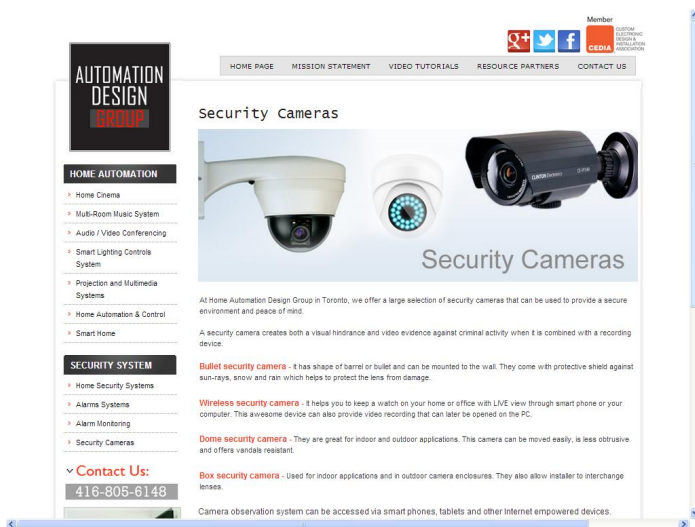 Member
CUSTOM
ELECTRONIC
DESIGN &
INSTALLATION
ASSOCIATION
CEDIA
HOME PAGE MISSION STATEMENT VIDEO TUTORIALS RESOURCE PARTNERS CONTACT US
AUTOMATION
DESIGN
GROUP
Security Cameras
Security Cameras
HOME AUTOMATION
Home Cinema
Multi-Room Music System
Audio / Video Conferencing
Smart Lighting Controls
System
Projection and Multimedia
Systems
Home Automation & Control
Smart Home
SECURITY SYSTEM
Home Security Systems
Alarms Systems
Alarm Monitoring
Security Cameras
Contact Us:
416-805-6148
At Home Automation Design Group in Toronto, we offer a large selection of security cameras that can be used to provide a secure
environment and peace of mind.
A security camera creates both a visual hindrance and video evidence against criminal activity when it is combined with a recording
device.
Bullet security camera - It has shape of barrel or bullet and can be mounted to the wall. They come with protective shield against
sun-rays, snow and rain which helps to protect the lens from damage.
Wireless security camera - It helps you to keep a watch on your home or office with LIVE view through smart phone or your
computer. This awesome device can also provide video recording that can later be opened on the PC.
Dome security camera - They are great for indoor and outdoor applications. This camera can be moved easily, is less obtrusive
and offers vandals resistant.
Box security camera - Used for indoor applications and in outdoor camera enclosures. They also allow installer to interchange
lenses.
Camera observation system can be accessed via smart phones, tablets and other Internet empowered devices.